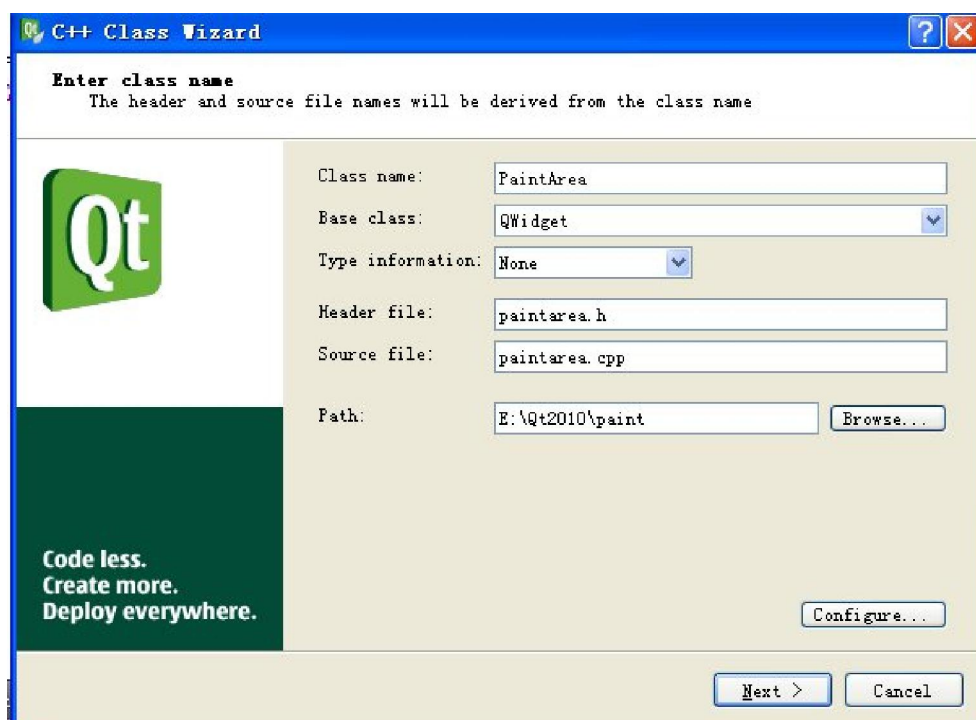 C++ Class Wizard
Enter class name
The header and source file names will be derived from the class name
Qt
Class name: PaintArea
Base class: QWidget
Type information: None
Header file: paintarea.h
Source file: paintarea.cpp
Path: E:\Qt2010\paint Browse...
Code less.
Create more.
Deploy everywhere.
Configure...
Next > Cancel